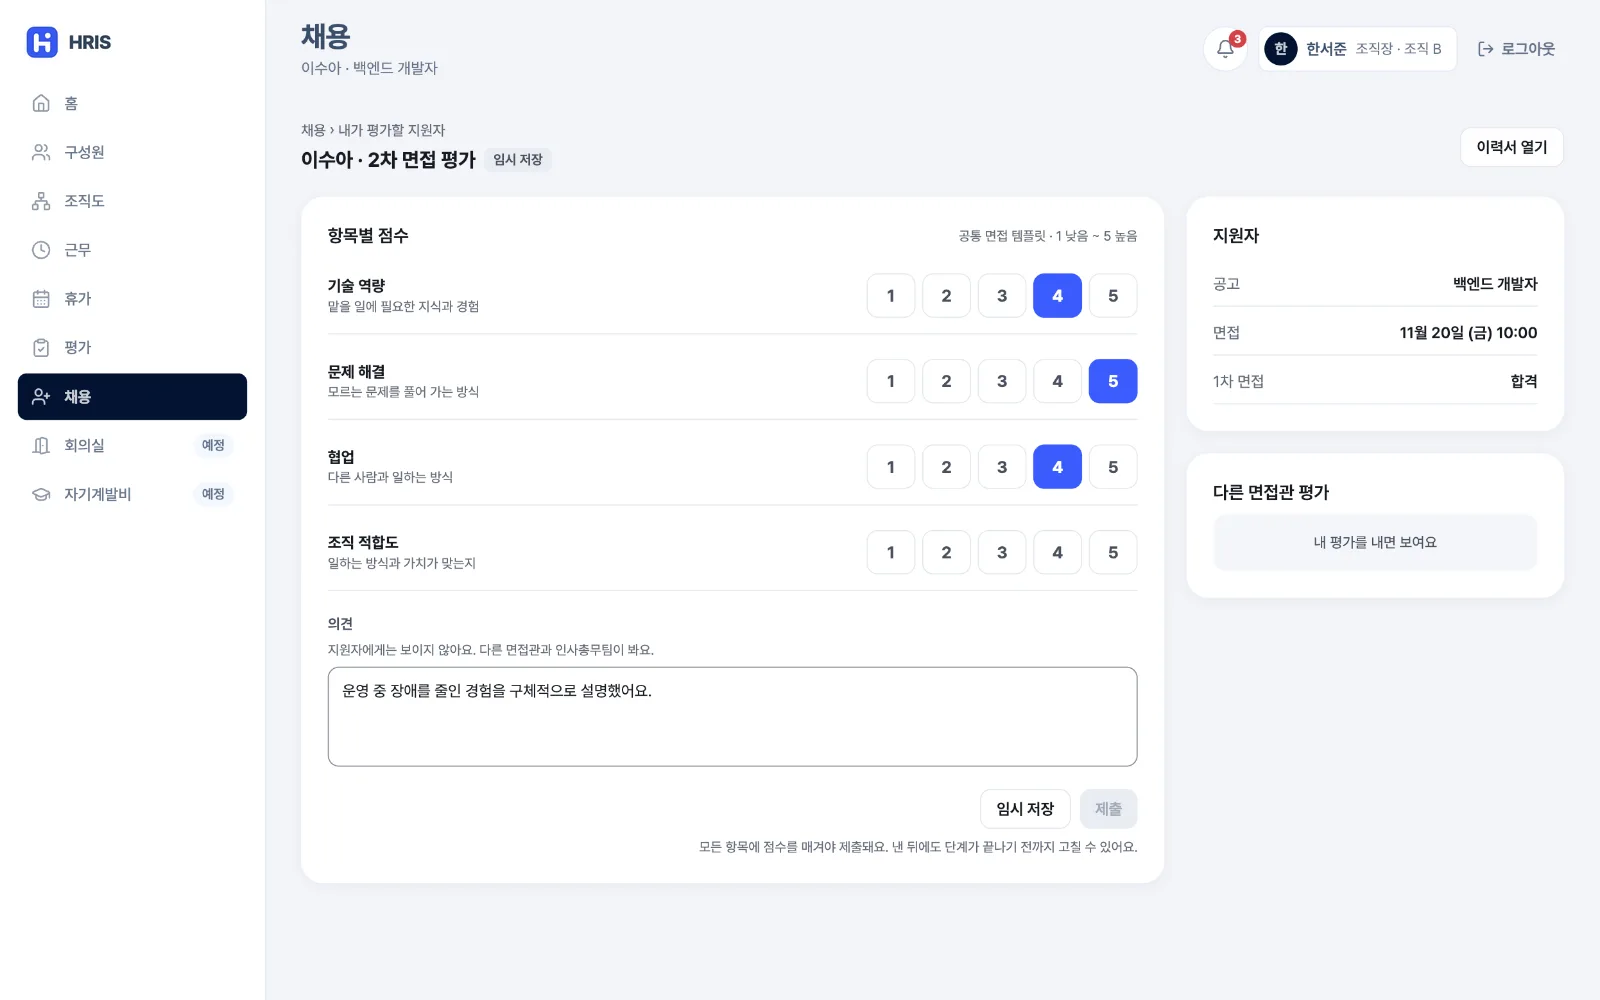 HRIS
홈
구성원
조직도
근무
휴가
평가
채용
회의실 예정
자기계발비 예정
채용
이수아 · 백엔드 개발자
3
한 한서준 조직장 · 조직 B
로그아웃
채용 › 내가 평가할 지원자
이수아 · 2차 면접 평가 임시 저장
이력서 열기
항목별 점수
공통 면접 템플릿 · 1 낮음 ~ 5 높음
기술 역량
맡을 일에 필요한 지식과 경험
1 2 3 4 5
문제 해결
모르는 문제를 풀어 가는 방식
1 2 3 4 5
협업
다른 사람과 일하는 방식
1 2 3 4 5
조직 적합도
일하는 방식과 가치가 맞는지
1 2 3 4 5
의견
지원자에게는 보이지 않아요. 다른 면접관과 인사총무팀이 봐요.
운영 중 장애를 줄인 경험을 구체적으로 설명했어요.
임시 저장 제출
모든 항목에 점수를 매겨야 제출돼요. 낸 뒤에도 단계가 끝나기 전까지 고칠 수 있어요.
지원자
공고 백엔드 개발자
면접 11월 20일 (금) 10:00
1차 면접 합격
다른 면접관 평가
내 평가를 내면 보여요